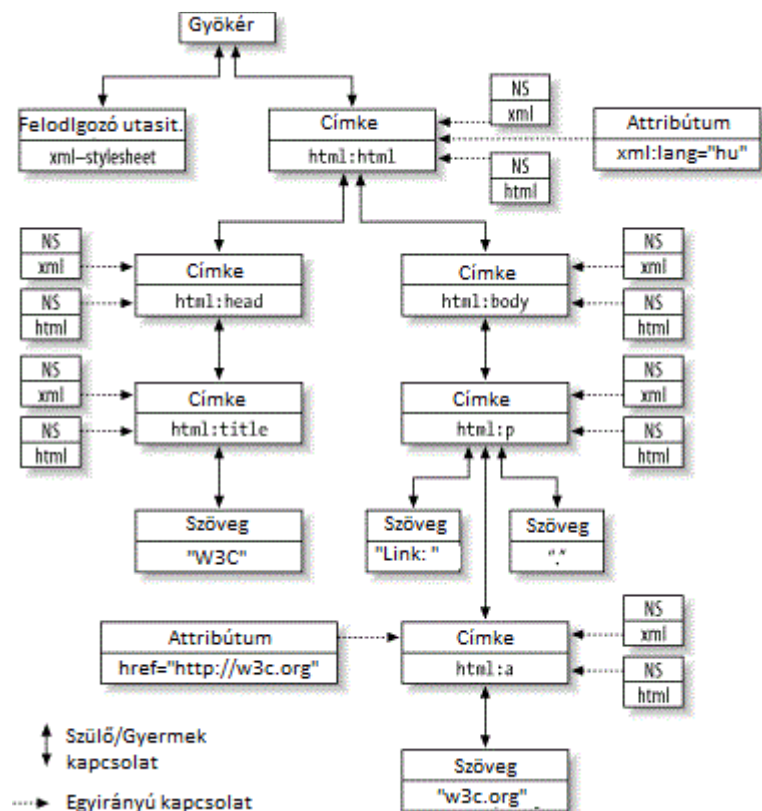 Gyökér
Felodlgozó utasit.
xml-stylesheet
Címke
html:html
NS
xml
NS
html
Attribútum
xml:lang="hu"
NS
xml
NS
html
Címke
html:head
Címke
html:body
NS
xml
NS
html
NS
xml
NS
html
Címke
html:title
Címke
html:p
NS
xml
NS
html
Szöveg
"W3C"
Szöveg
"Link: "
Szöveg
"."
Attribútum
href="http://w3c.org"
Címke
html:a
NS
xml
NS
html
Szülő/Gyermek
kapcsolat
Egyirányú kapcsolat
Szöveg
"w3c.org"